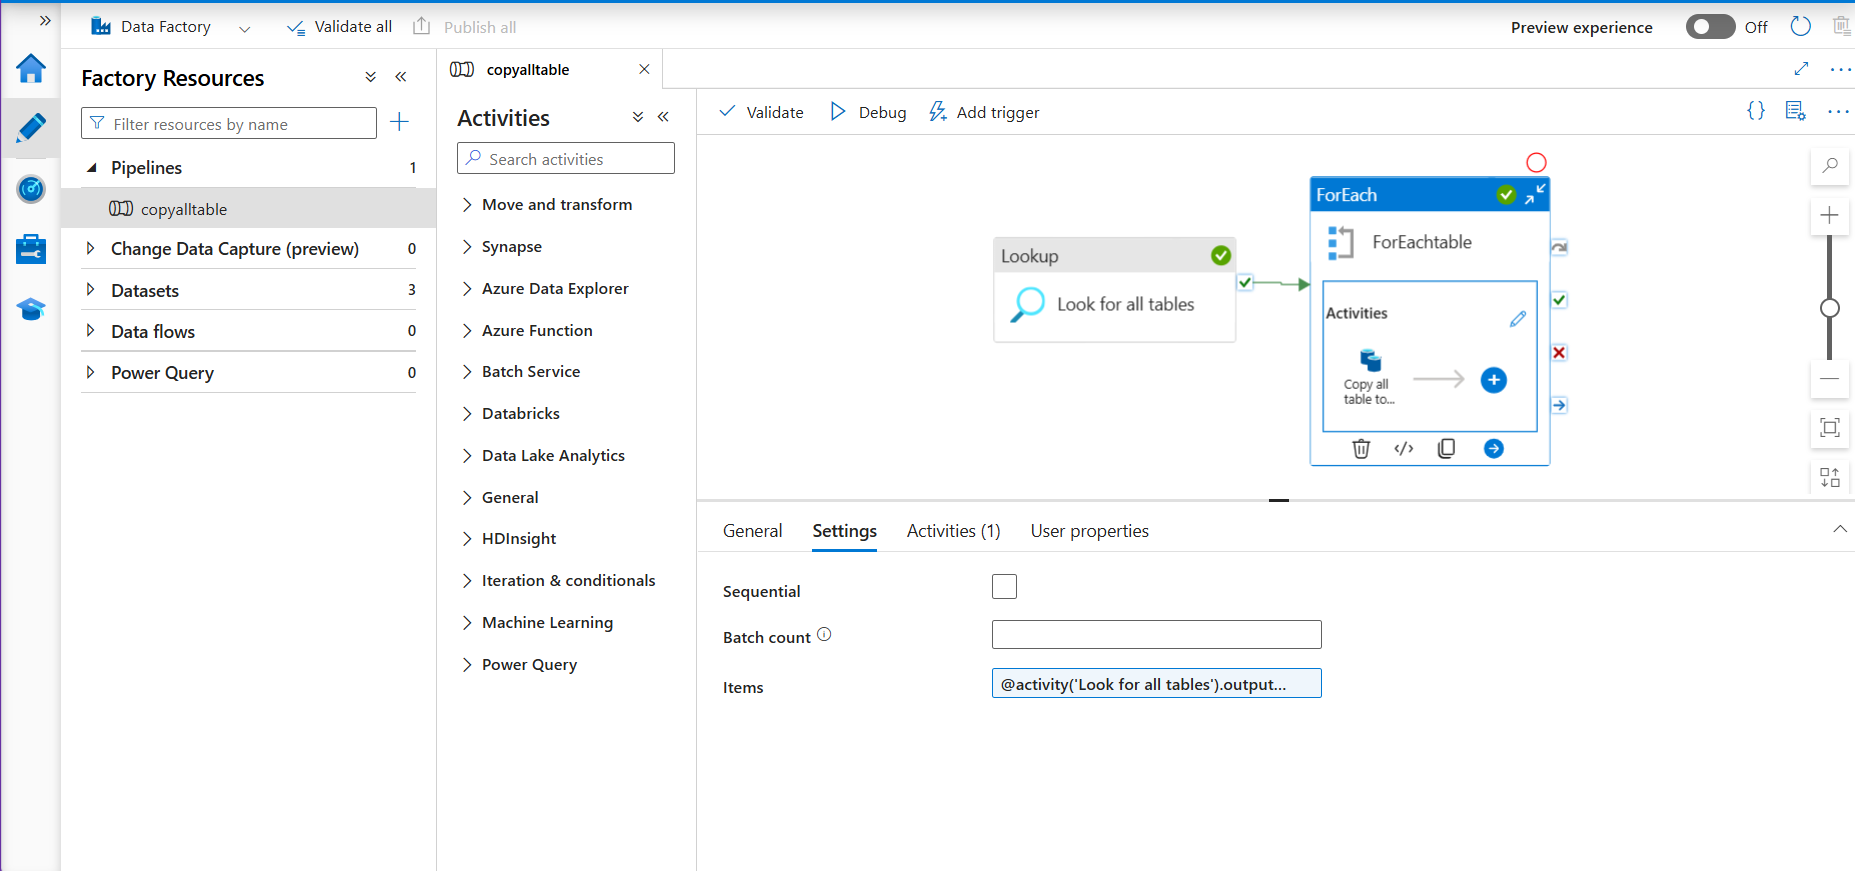 Data Factory
Validate all
Publish all
Preview experience
Off
Factory Resources
Filter resources by name
Pipelines 1
copyalltable
Change Data Capture (preview) 0
Datasets 3
Data flows 0
Power Query 0
copyalltable
Activities
Search activities
Move and transform
Synapse
Azure Data Explorer
Azure Function
Batch Service
Databricks
Data Lake Analytics
General
HDInsight
Iteration & conditionals
Machine Learning
Power Query
Validate
Debug
Add trigger
Lookup
Look for all tables
ForEach
ForEachtable
Activities
Copy all
table to...
General
Settings
Activities (1)
User properties
Sequential
Batch count
Items
@activity('Look for all tables').output...